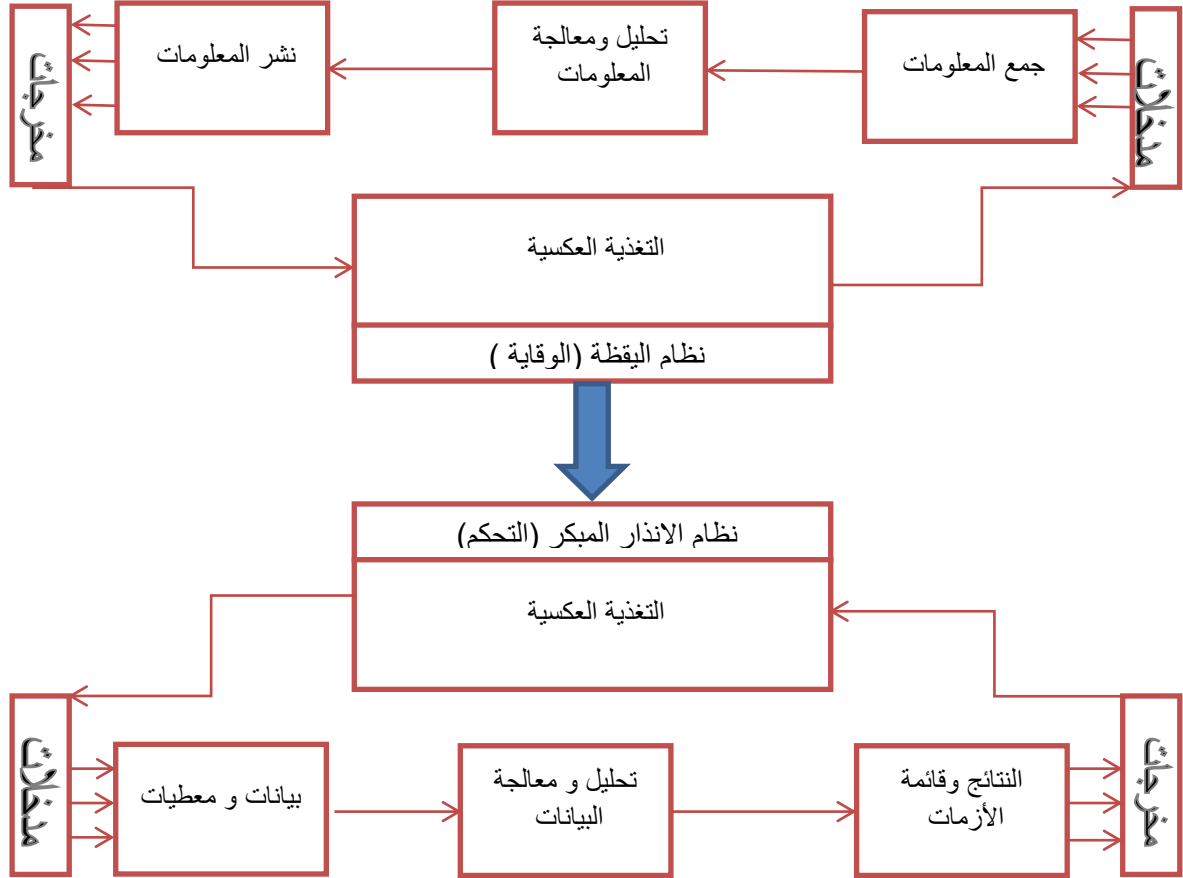 مدخلات
جمع المعلومات
تحليل ومعالجة
المعلومات
نشر المعلومات
مخرجات
التغذية العكسية
نظام اليقظة (الوقاية )
نظام الانذار المبكر (التحكم)
التغذية العكسية
مدخلات
بيانات و معطيات
تحليل و معالجة
البيانات
النتائج وقائمة
الأزمات
مخرجات